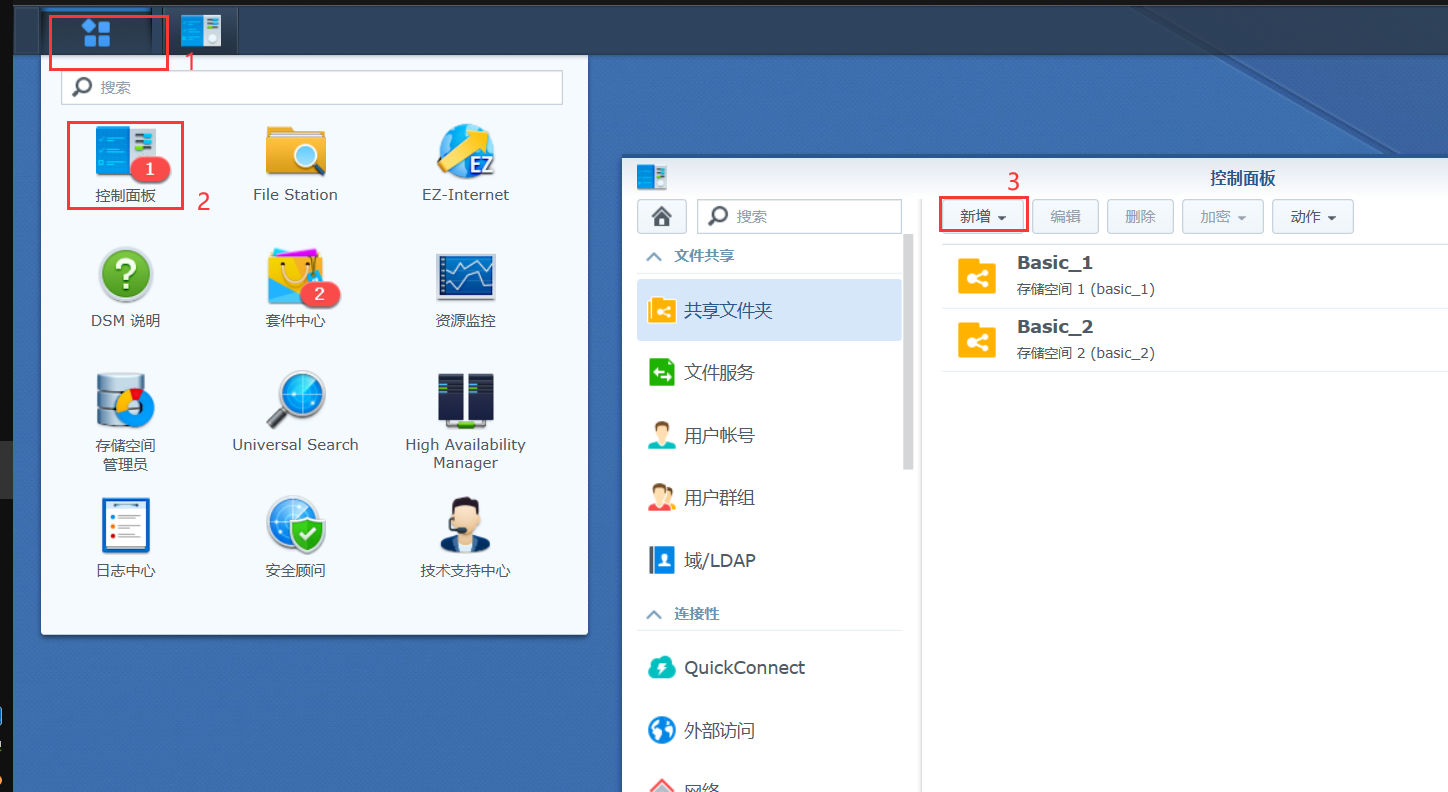 1
搜索
1
控制面板
2
File Station
EZ
EZ-Internet
DSM 说明
2
套件中心
资源监控
存储空间
管理员
Universal Search
High Availability
Manager
日志中心
安全顾问
技术支持中心
控制面板
搜索
3
新增
编辑
删除
加密
动作
文件共享
共享文件夹
文件服务
用户帐号
用户群组
域/LDAP
连接性
QuickConnect
外部访问
网络
Basic_1
存储空间 1 (basic_1)
Basic_2
存储空间 2 (basic_2)